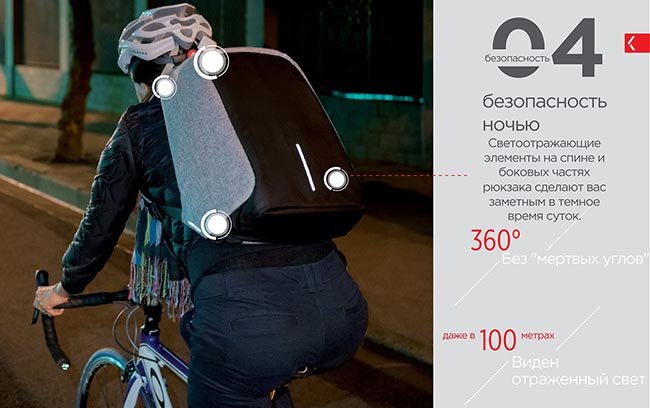 04
безопасность
безопасность
ночью
Светоотражающие
элементы на спине и
боковых частях
рюкзака сделают вас
заметным в темное
время суток.
360°
Без "мертвых углов"
даже в 100 метрах
Виден
отраженный свет